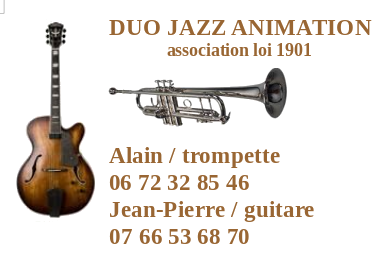 DUO JAZZ ANIMATION
association loi 1901
Alain / trompette
06 72 32 85 46
Jean-Pierre / guitare
07 66 53 68 70